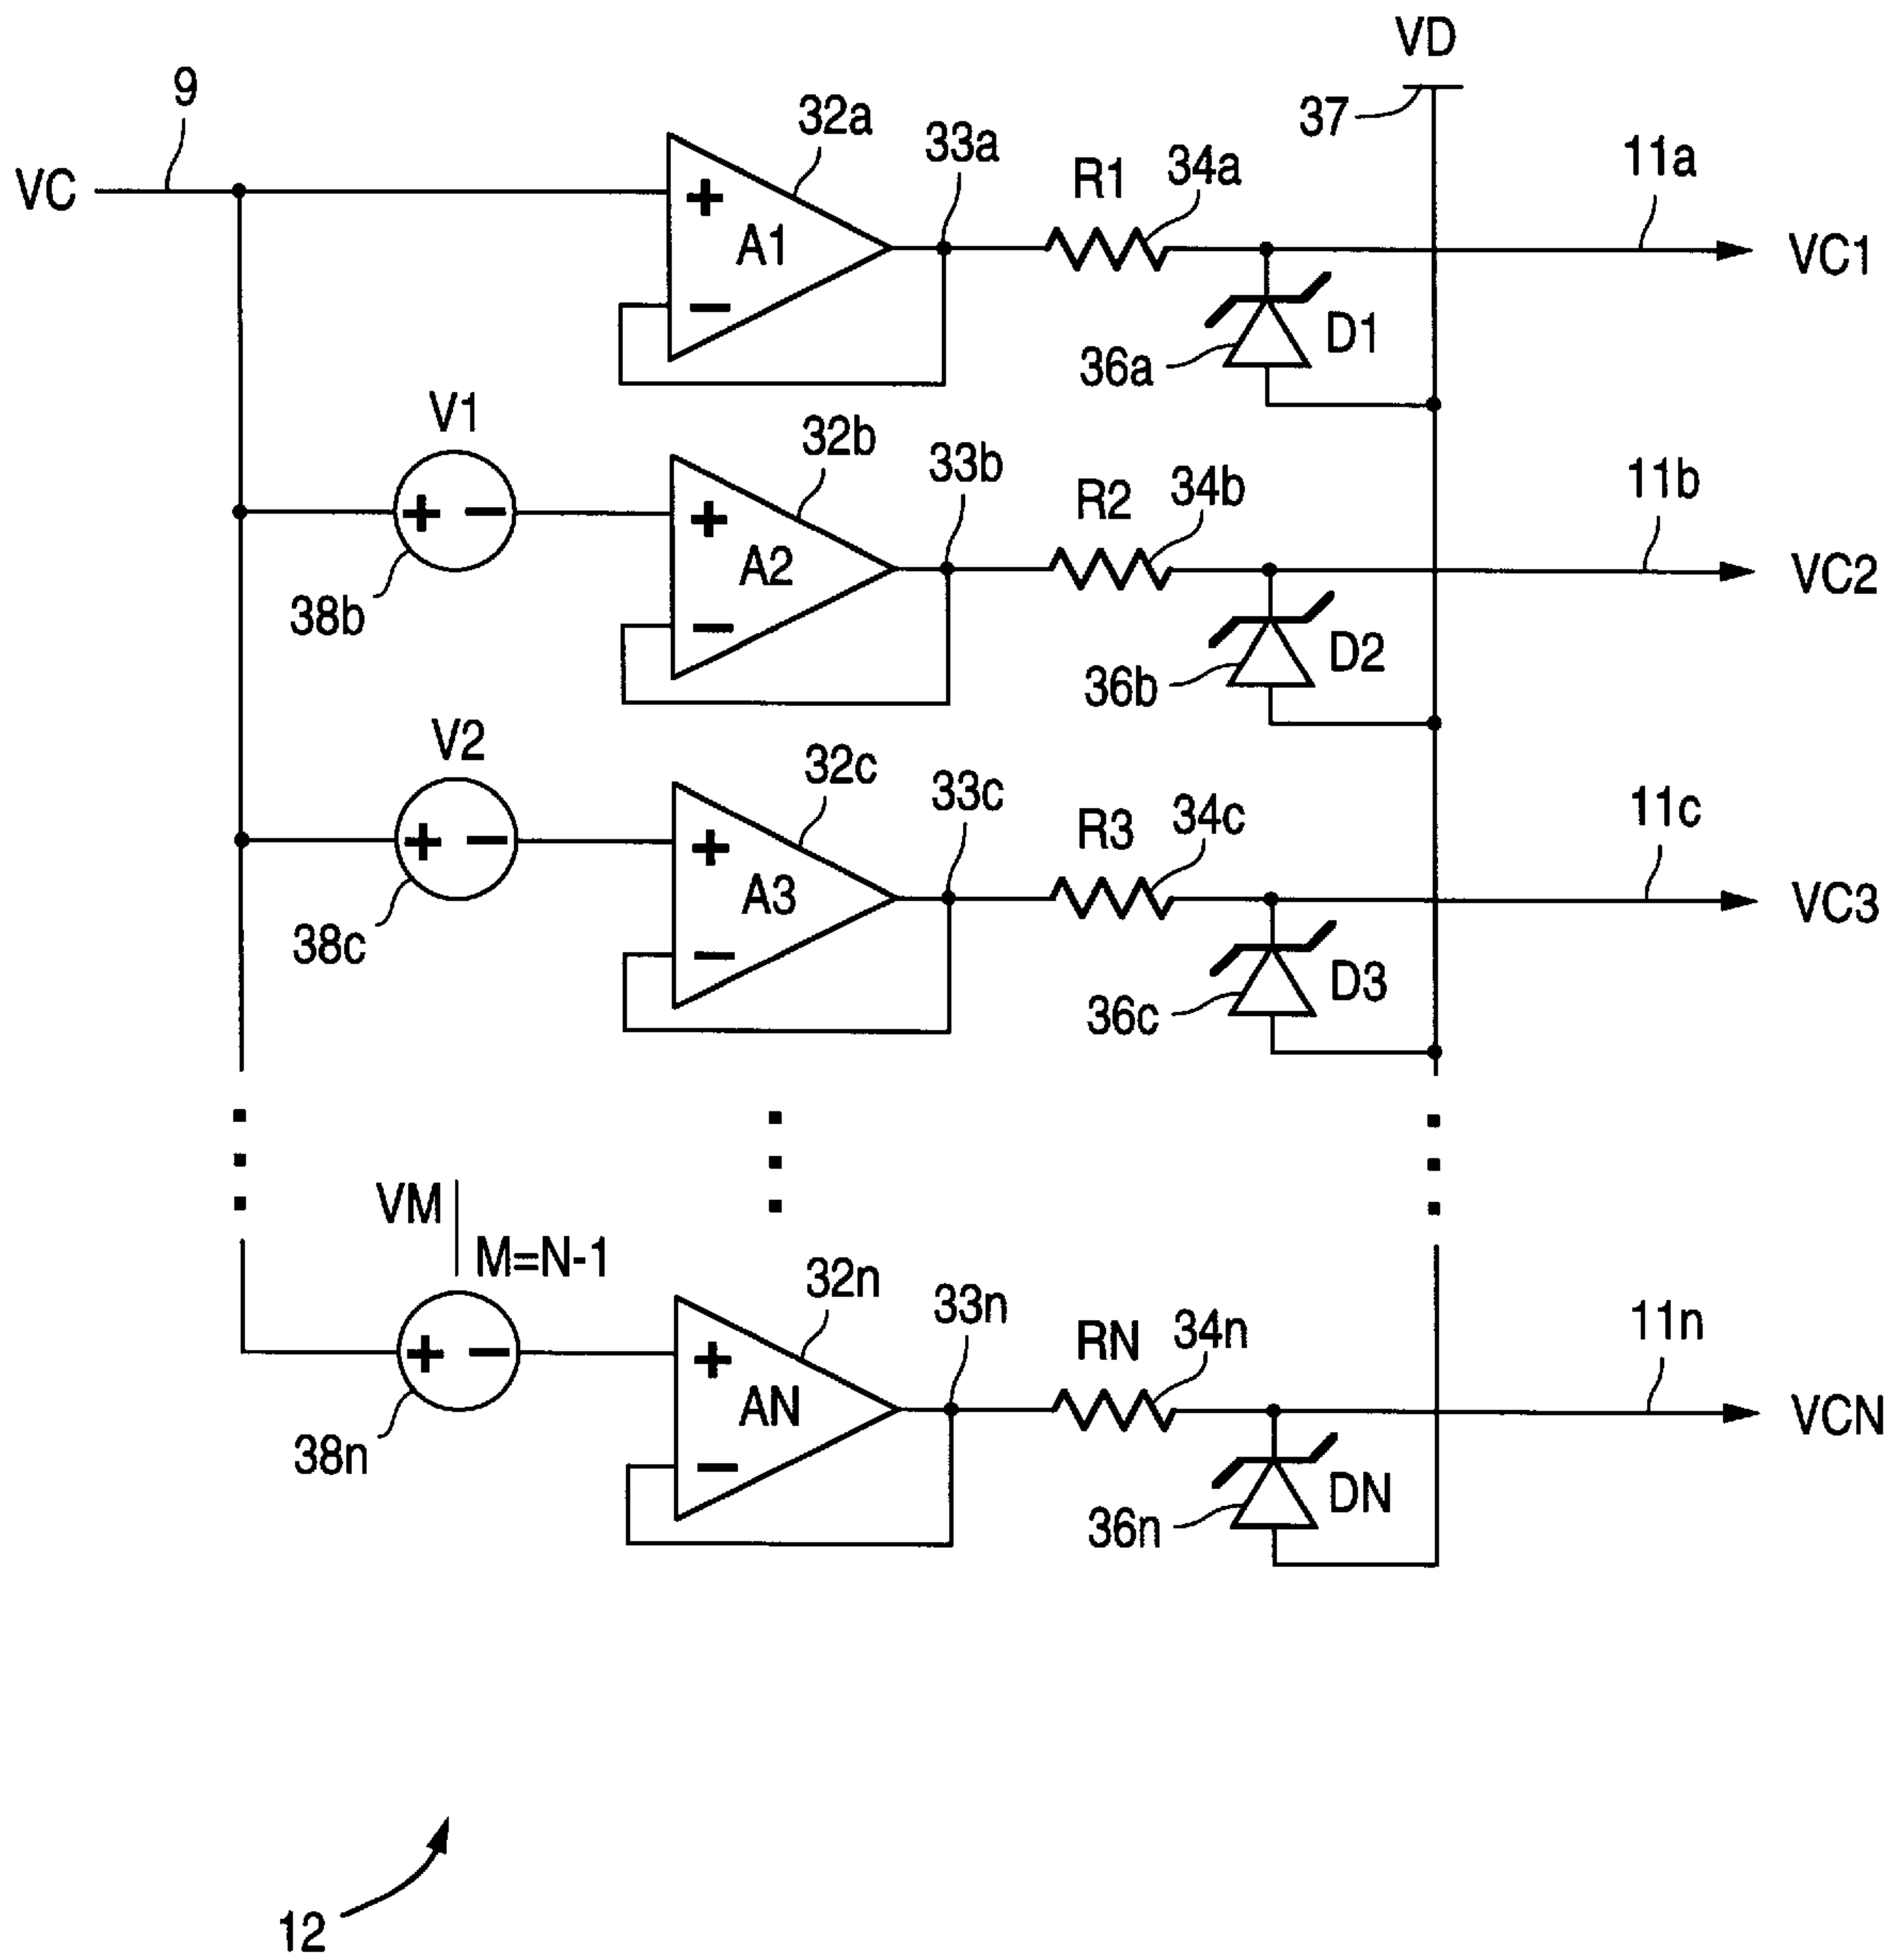 VD
9
32a
33a
37
R1
34a
11a
VC
+
A1
−
VC1
D1
36a
V1
32b
33b
R2
34b
11b
+ −
+
A2
−
VC2
38b
D2
36b
V2
32c
33c
R3
34c
11c
+ −
+
A3
−
VC3
38c
D3
36c
VM
M=N-1
32n
33n
RN
34n
11n
+ −
+
AN
−
VCN
38n
DN
36n
12